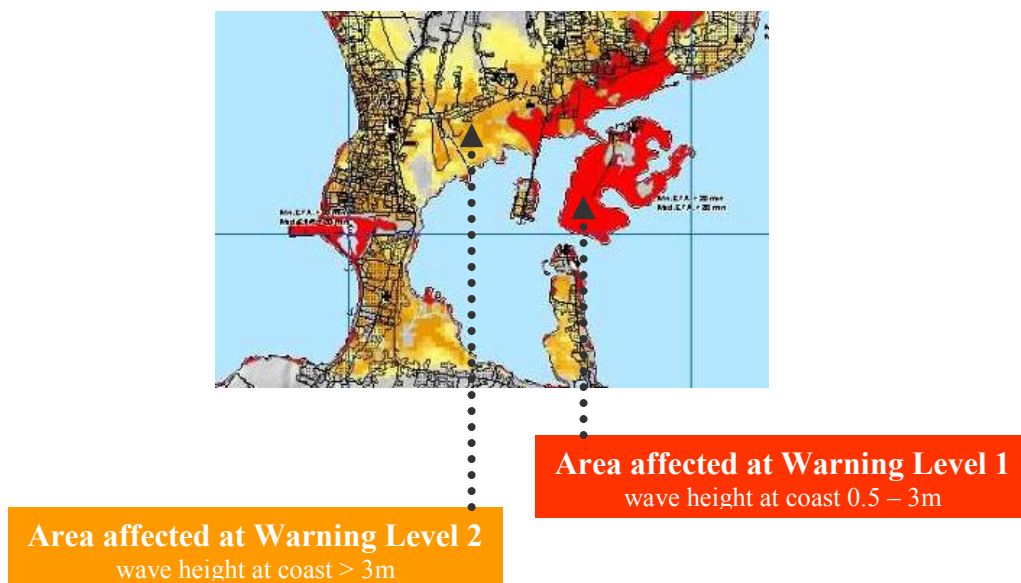 Area affected at Warning Level 1
wave height at coast 0.5 – 3m
Area affected at Warning Level 2
wave height at coast > 3m